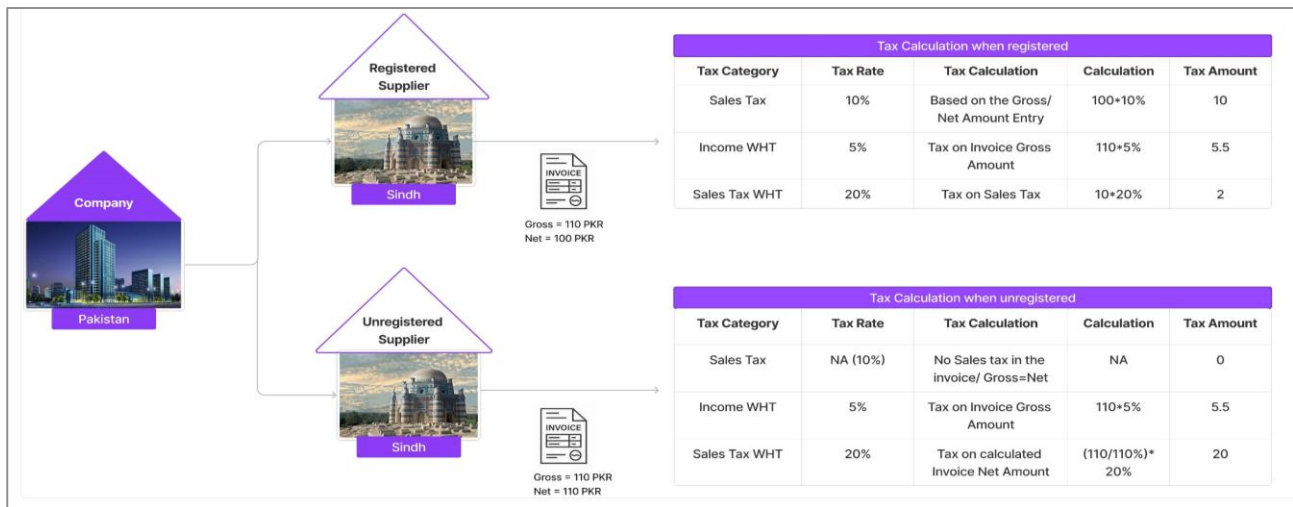 Company
Pakistan
Registered
Supplier
Sindh
INVOICE
Gross = 110 PKR
Net = 100 PKR
Tax Calculation when registered
Tax Category Tax Rate Tax Calculation Calculation Tax Amount
Sales Tax 10% Based on the Gross/ 100*10% 10
Net Amount Entry
Income WHT 5% Tax on Invoice Gross 110*5% 5.5
Amount
Sales Tax WHT 20% Tax on Sales Tax 10*20% 2
Unregistered
Supplier
Sindh
INVOICE
Gross = 110 PKR
Net = 110 PKR
Tax Calculation when unregistered
Tax Category Tax Rate Tax Calculation Calculation Tax Amount
Sales Tax NA (10%) No Sales tax in the NA 0
invoice/ Gross=Net
Income WHT 5% Tax on Invoice Gross 110*5% 5.5
Amount
Sales Tax WHT 20% Tax on calculated (110/110%)* 20
Invoice Net Amount 20%